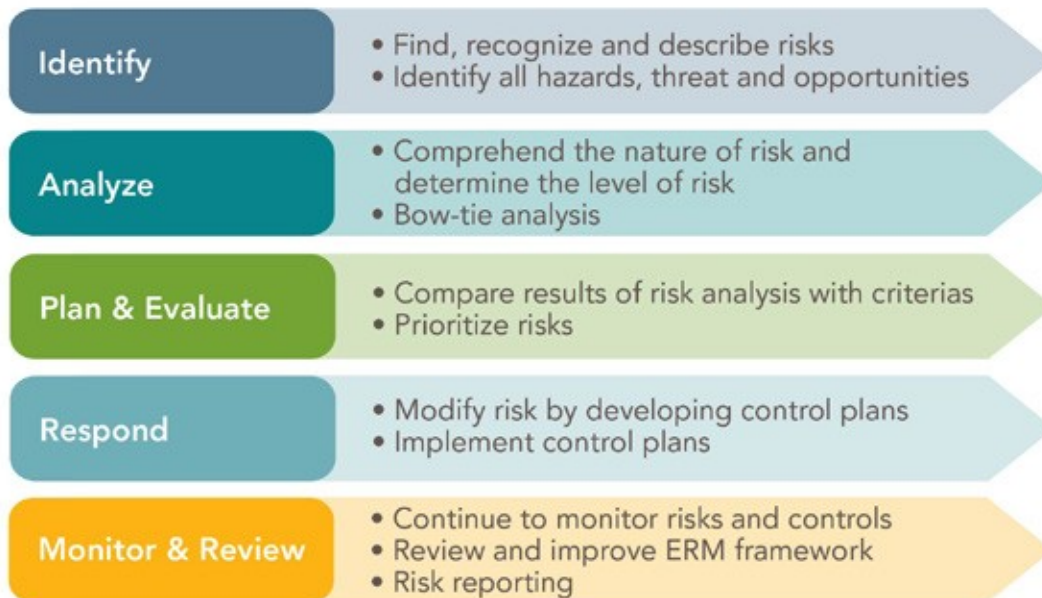 Identify
• Find, recognize and describe risks
• Identify all hazards, threat and opportunities
Analyze
• Comprehend the nature of risk and
determine the level of risk
• Bow-tie analysis
Plan & Evaluate
• Compare results of risk analysis with criterias
• Prioritize risks
Respond
• Modify risk by developing control plans
• Implement control plans
Monitor & Review
• Continue to monitor risks and controls
• Review and improve ERM framework
• Risk reporting